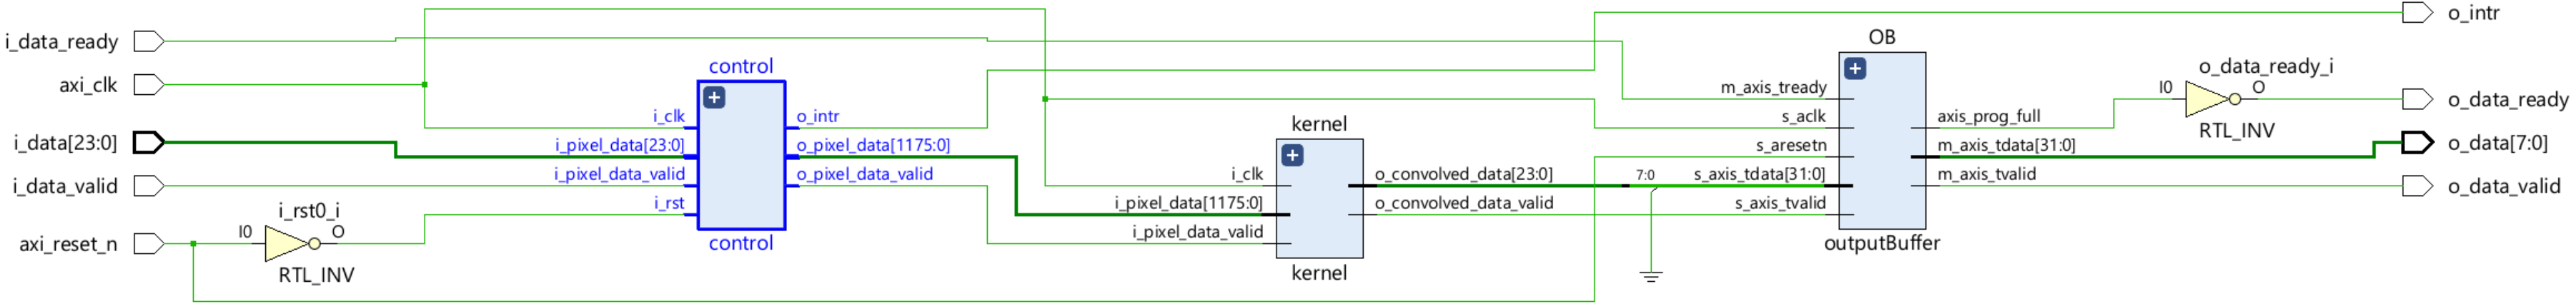 i_data_ready
axi_clk
i_data[23:0]
i_data_valid
axi_reset_n
i_rst0_i
I0
O
RTL_INV
control
i_clk
i_pixel_data[23:0]
i_pixel_data_valid
i_rst
o_intr
o_pixel_data[1175:0]
o_pixel_data_valid
control
kernel
i_clk
i_pixel_data[1175:0]
i_pixel_data_valid
o_convolved_data[23:0]
o_convolved_data_valid
kernel
7:0
OB
m_axis_tready
s_aclk
s_aresetn
s_axis_tdata[31:0]
s_axis_tvalid
axis_prog_full
m_axis_tdata[31:0]
m_axis_tvalid
outputBuffer
o_data_ready_i
I0
O
RTL_INV
o_intr
o_data_ready
o_data[7:0]
o_data_valid